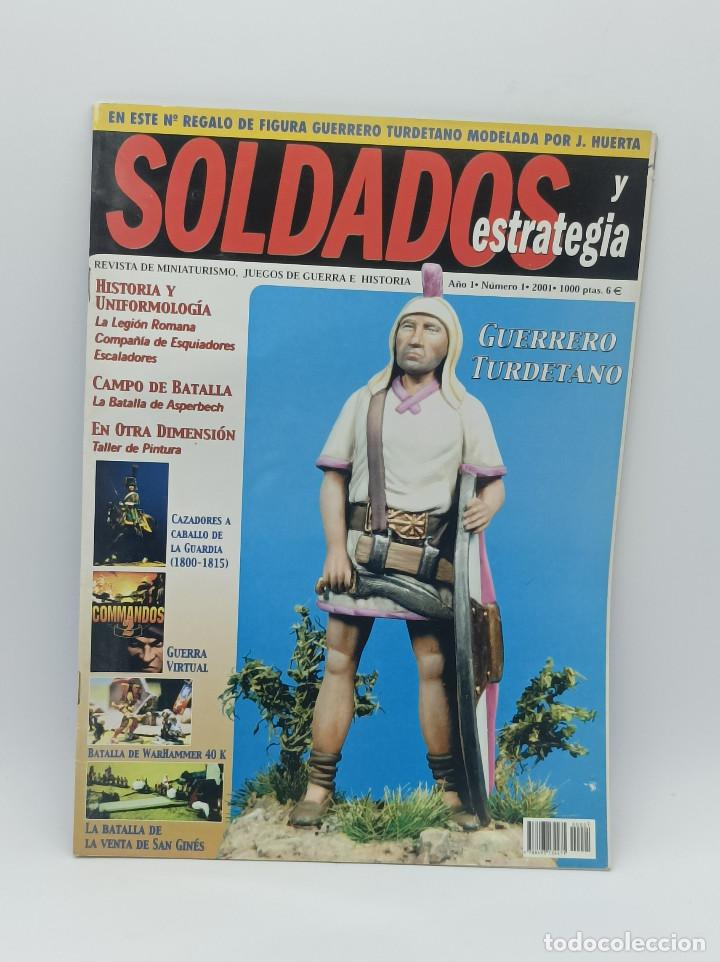 EN ESTE Nº REGALO DE FIGURA GUERRERO TURDETANO MODELADA POR J. HUERTA
SOLDADOS
y
estrategia
REVISTA DE MINIATURISMO, JUEGOS DE GUERRA E HISTORIA
Año 1• Número 1• 2001• 1000 ptas. 6 €
HISTORIA Y
UNIFORMOLOGÍA
La Legión Romana
Compañía de Esquiadores
Escaladores
CAMPO DE BATALLA
La Batalla de Asperbech
EN OTRA DIMENSIÓN
Taller de Pintura
GUERRERO
TURDETANO
CAZADORES A
CABALLO DE
LA GUARDIA
(1800-1815)
COMMANDOS
2
GUERRA
VIRTUAL
BATALLA DE WARHAMMER 40 K
LA BATALLA DE
LA VENTA DE SAN GINÉS
todocoleccion